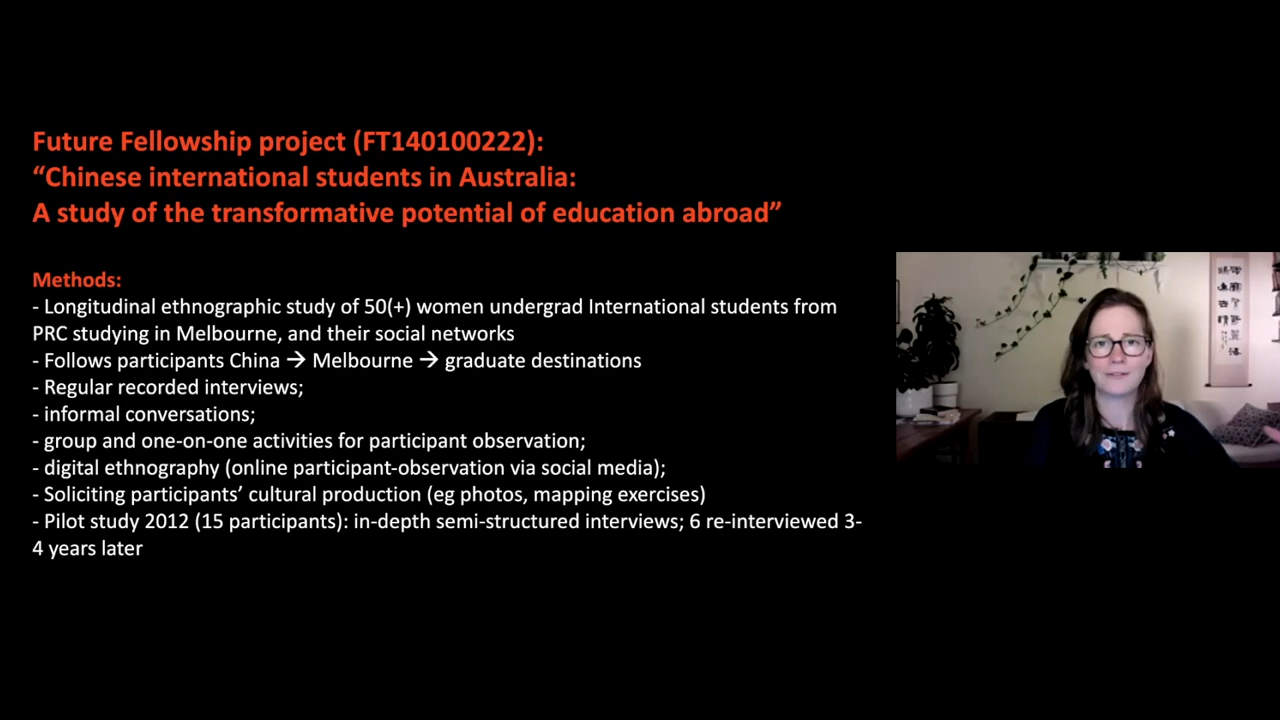 Future Fellowship project (FT140100222):
“Chinese international students in Australia:
A study of the transformative potential of education abroad”
Methods:
- Longitudinal ethnographic study of 50(+) women undergrad International students from
PRC studying in Melbourne, and their social networks
- Follows participants China → Melbourne → graduate destinations
- Regular recorded interviews;
- informal conversations;
- group and one-on-one activities for participant observation;
- digital ethnography (online participant-observation via social media);
- Soliciting participants’ cultural production (eg photos, mapping exercises)
- Pilot study 2012 (15 participants): in-depth semi-structured interviews; 6 re-interviewed 3-
4 years later